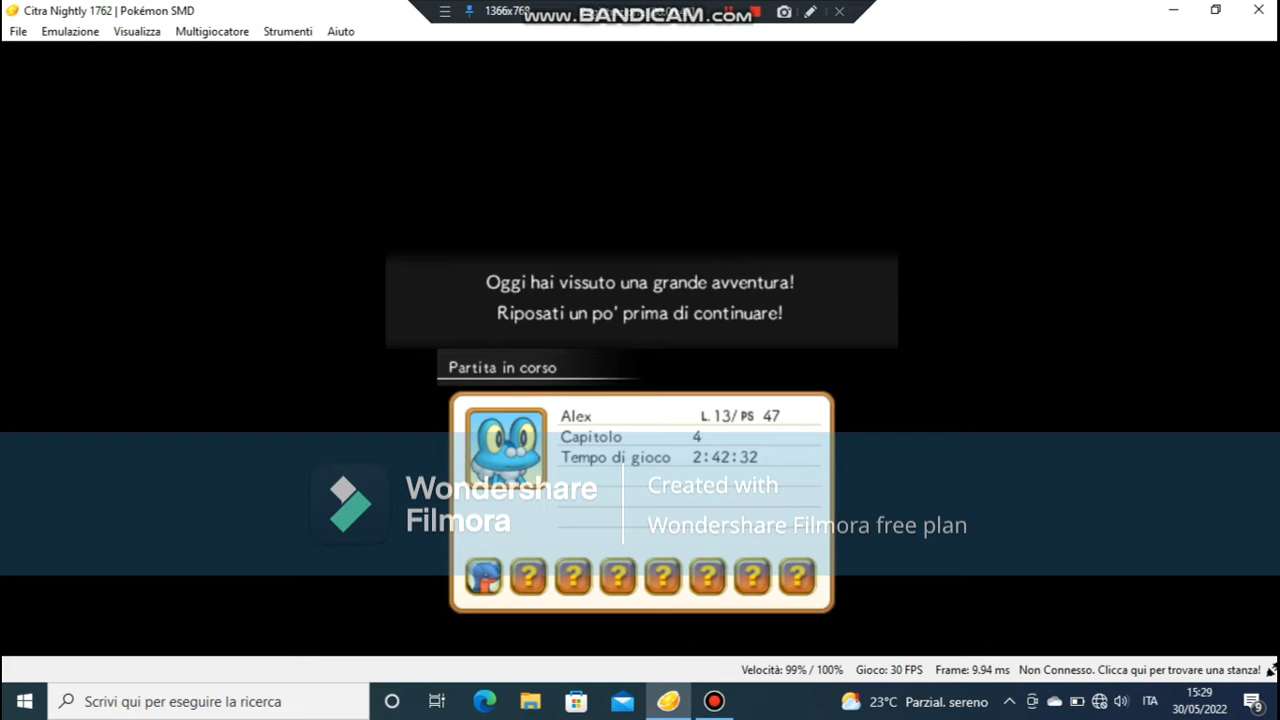 Citra Nightly 1762 | Pokémon SMD
1366x768
www.BANDICAM.com
File Emulazione Visualizza Multigiocatore Strumenti Aiuto
Oggi hai vissuto una grande avventura!
Riposati un po' prima di continuare!
Partita in corso
Alex L. 13/ PS 47
Capitolo 4
Tempo di gioco 2:42:32
Wondershare
Filmora
Created with
Wondershare Filmora free plan
? ? ? ? ? ? ?
Velocità: 99% / 100% Gioco: 30 FPS Frame: 9.94 ms Non Connesso. Clicca qui per trovare una stanza!
Scrivi qui per eseguire la ricerca
23°C Parzial. sereno
ITA
15:29
30/05/2022
9